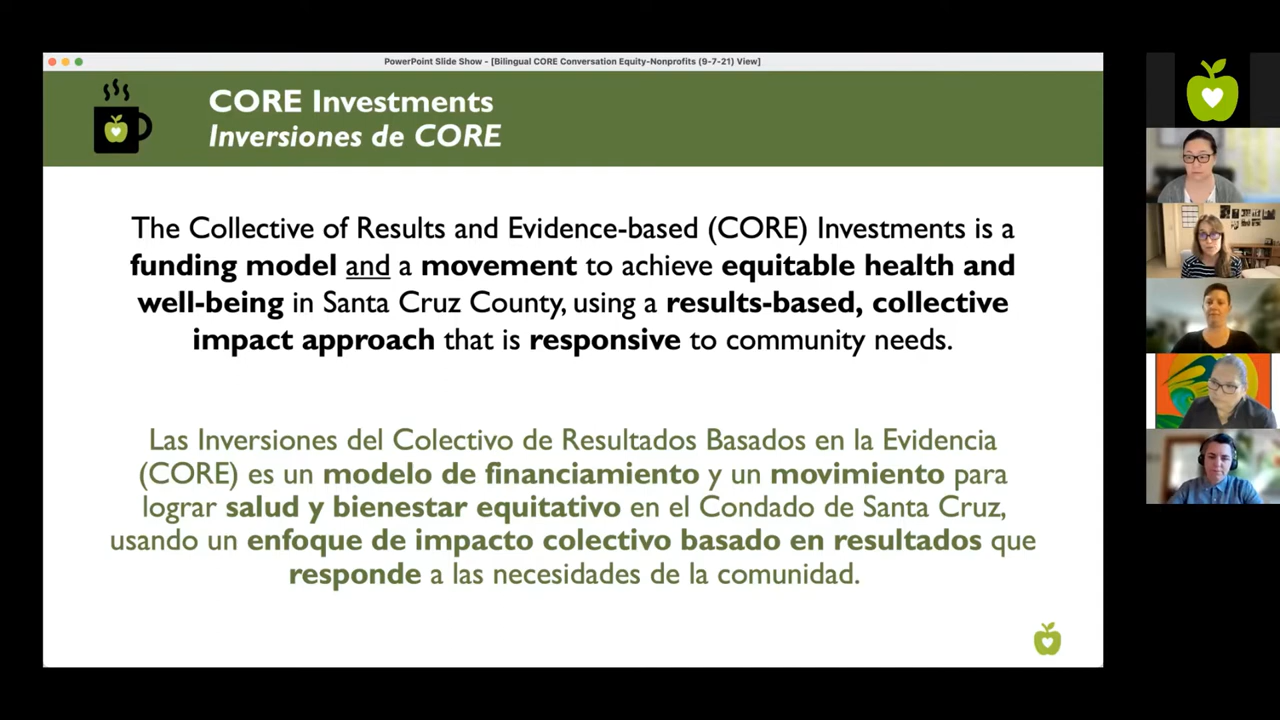 PowerPoint Slide Show - [Bilingual CORE Conversation Equity-Nonprofits (9-7-21) View]
CORE Investments
Inversiones de CORE
The Collective of Results and Evidence-based (CORE) Investments is a
funding model and a movement to achieve equitable health and
well-being in Santa Cruz County, using a results-based, collective
impact approach that is responsive to community needs.
Las Inversiones del Colectivo de Resultados Basados en la Evidencia
(CORE) es un modelo de financiamiento y un movimiento para
lograr salud y bienestar equitativo en el Condado de Santa Cruz,
usando un enfoque de impacto colectivo basado en resultados que
responde a las necesidades de la comunidad.